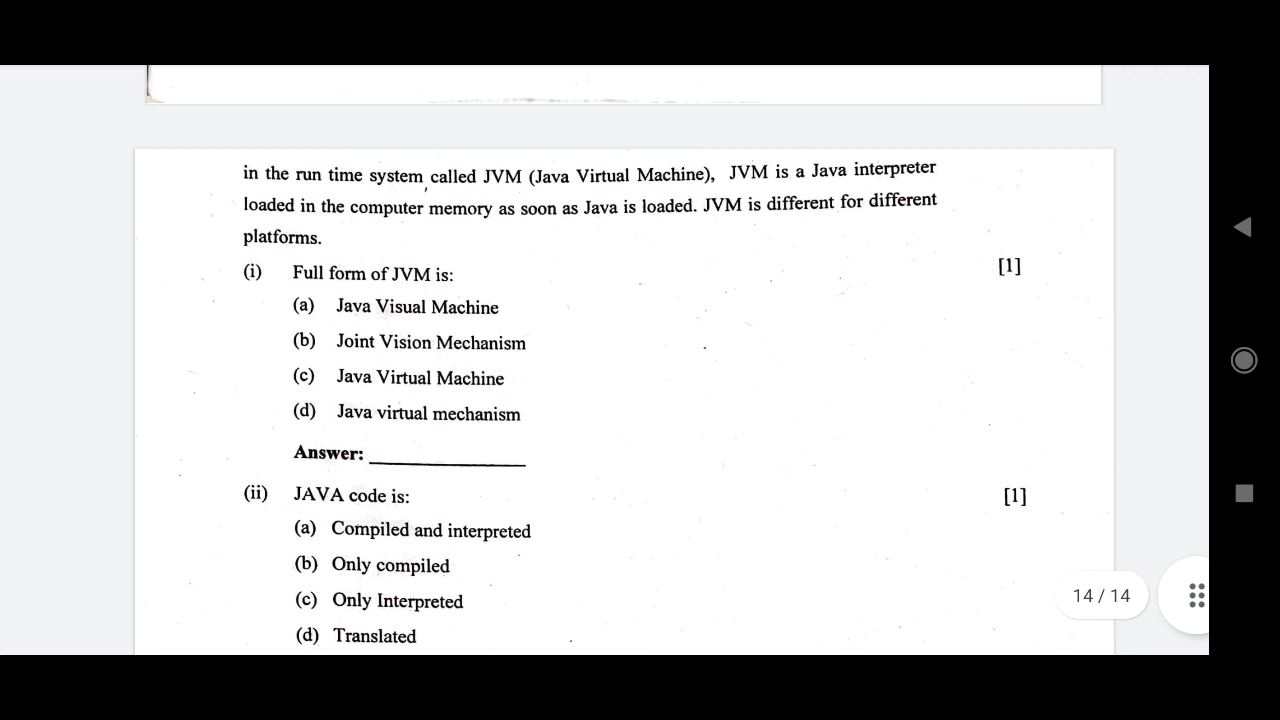 in the run time system called JVM (Java Virtual Machine), JVM is a Java interpreter
loaded in the computer memory as soon as Java is loaded. JVM is different for different
platforms.
(i) Full form of JVM is: [1]
(a) Java Visual Machine
(b) Joint Vision Mechanism
(c) Java Virtual Machine
(d) Java virtual mechanism
Answer: ____________
(ii) JAVA code is: [1]
(a) Compiled and interpreted
(b) Only compiled
(c) Only Interpreted
(d) Translated
14 / 14